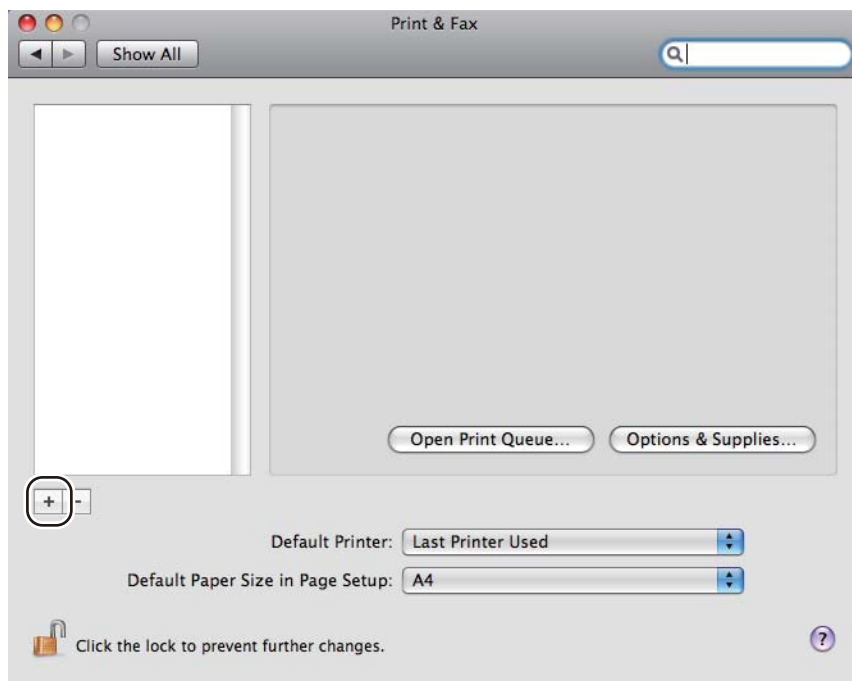 Print & Fax
Show All
Open Print Queue... Options & Supplies...
+ -
Default Printer: Last Printer Used
Default Paper Size in Page Setup: A4
Click the lock to prevent further changes. ?